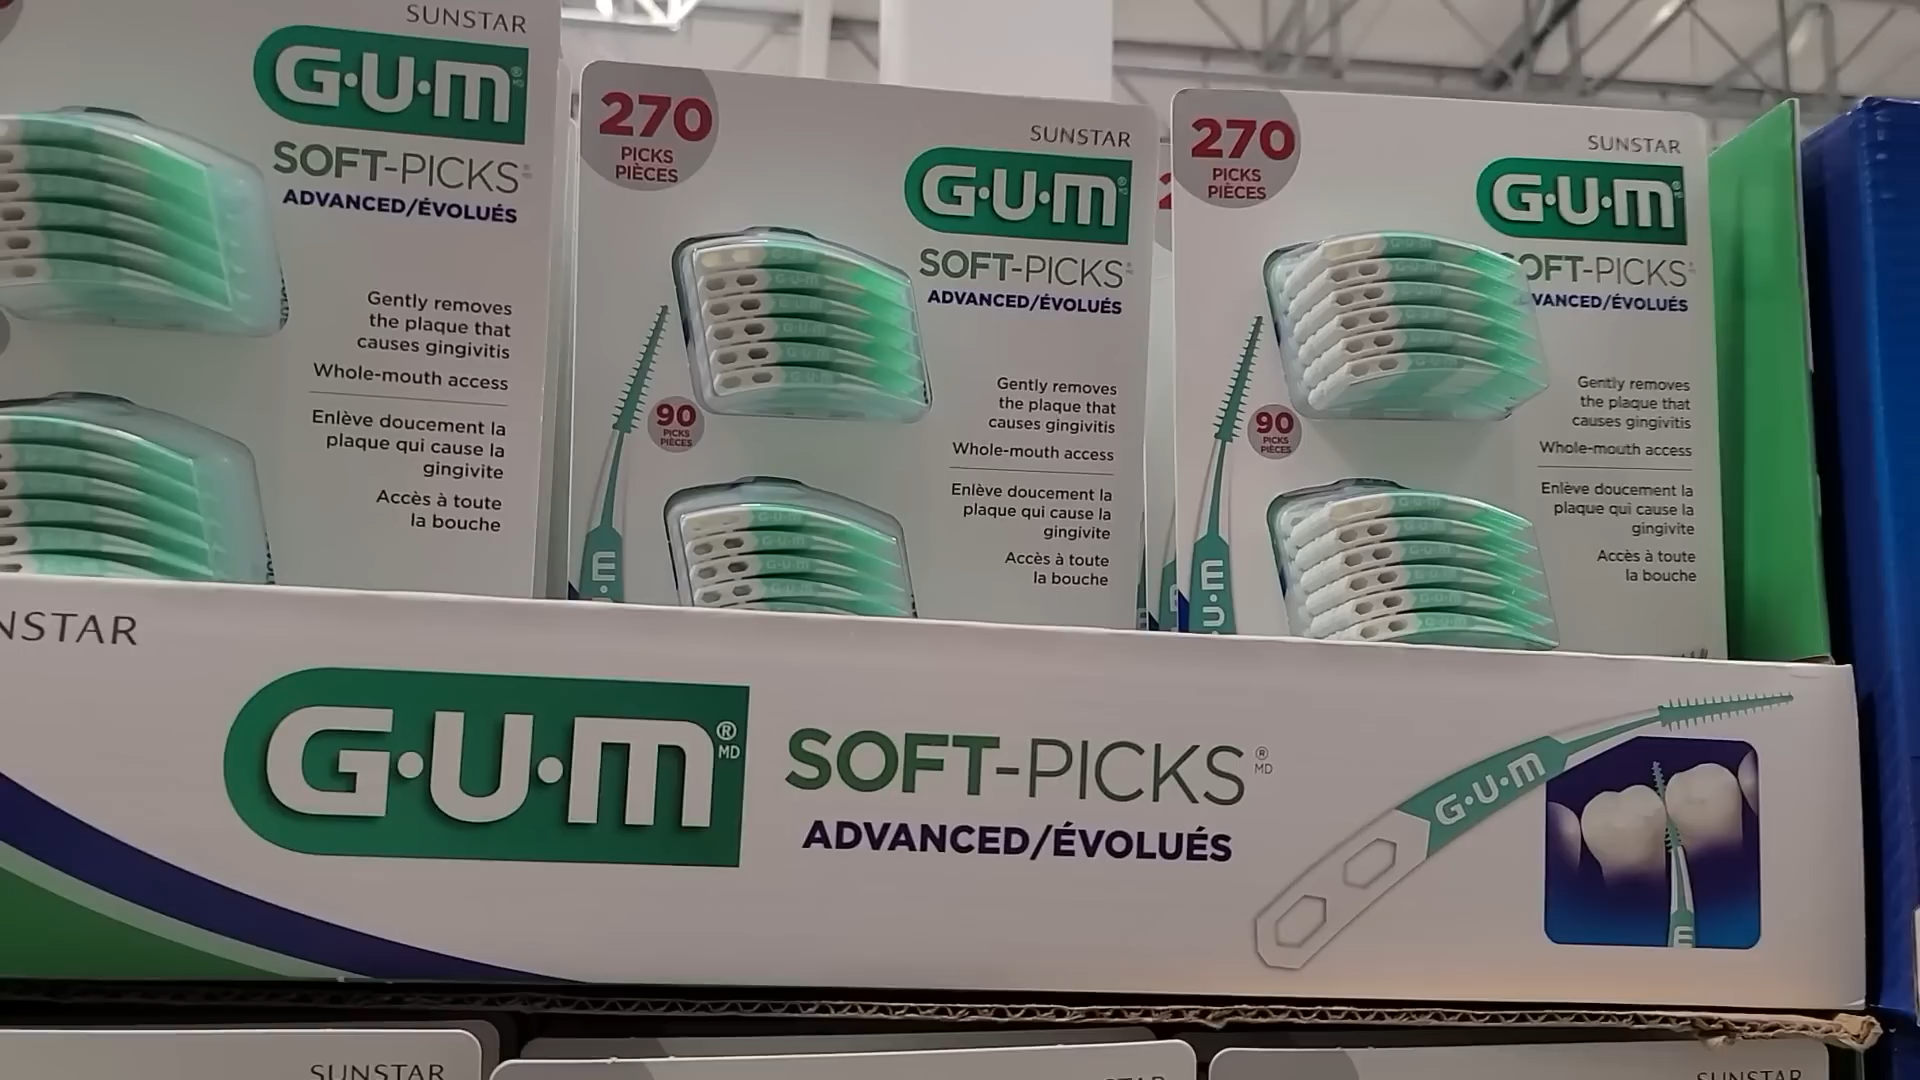 SUNSTAR
G·U·M® MD
SOFT-PICKS
ADVANCED/ÉVOLUÉS
Gently removes
the plaque that
causes gingivitis
Whole-mouth access
Enlève doucement la
plaque qui cause la
gingivite
Accès à toute
la bouche
270
PICKS
PIÈCES
SUNSTAR
G·U·M
SOFT-PICKS
ADVANCED/ÉVOLUÉS
90
PICKS
PIÈCES
Gently removes
the plaque that
causes gingivitis
Whole-mouth access
Enlève doucement la
plaque qui cause la
gingivite
Accès à toute
la bouche
270
PICKS
PIÈCES
SUNSTAR
G·U·M
OFT-PICKS
VANCED/ÉVOLUÉS
90
PICKS
PIÈCES
Gently removes
the plaque that
causes gingivitis
Whole-mouth access
Enlève doucement la
plaque qui cause la
gingivite
Accès à toute
la bouche
U·M
NSTAR
G·U·M® MD
SOFT-PICKS® MD
ADVANCED/ÉVOLUÉS
G·U·M
SUNSTAR
SUNSTAR